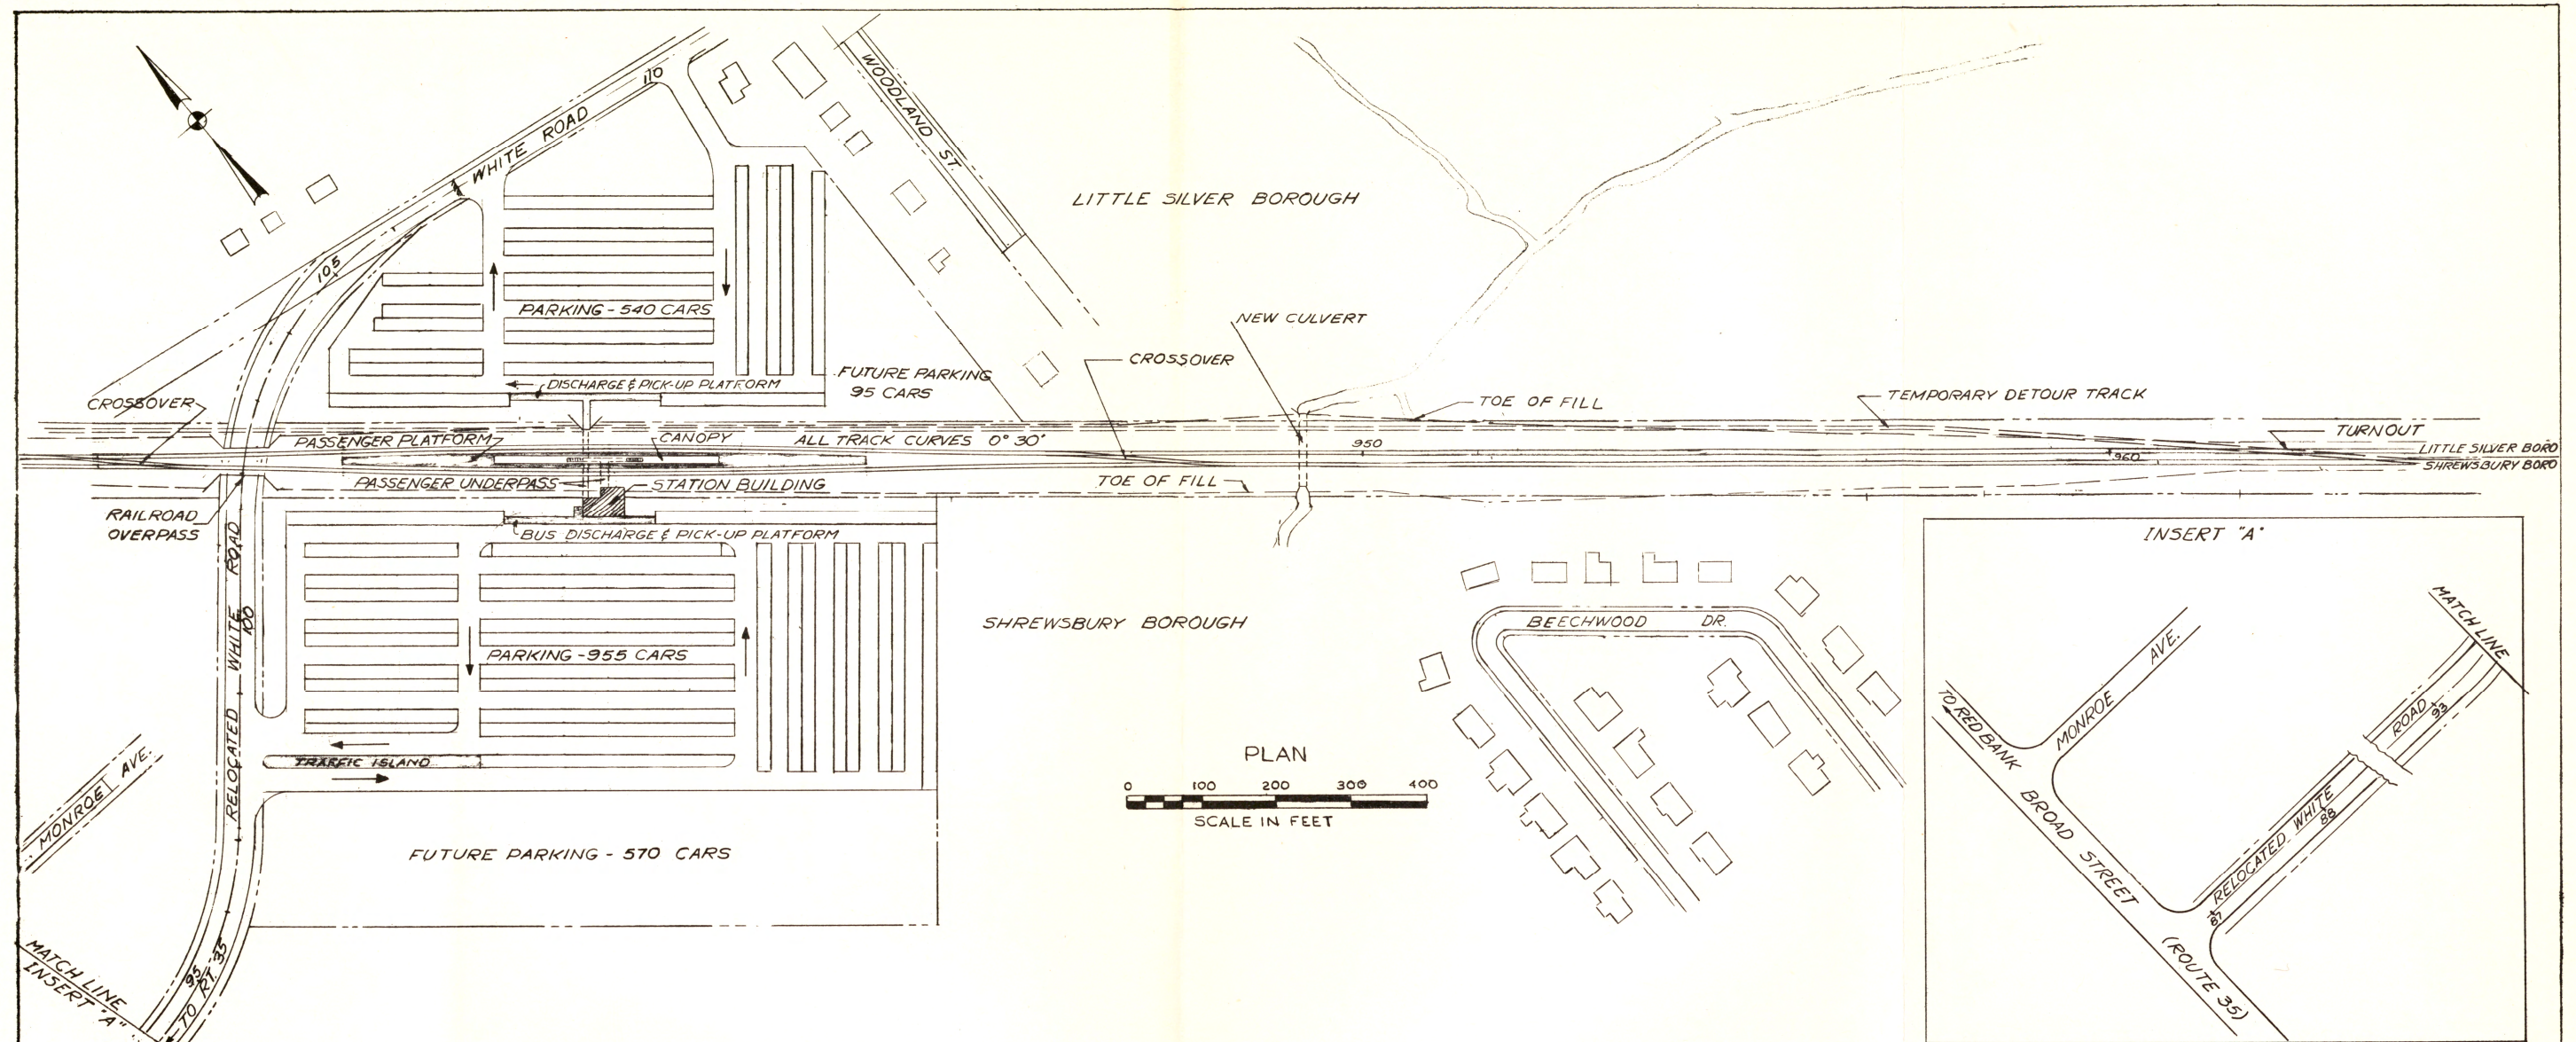 110
WHITE ROAD
WOODLAND ST.
LITTLE SILVER BOROUGH
105
PARKING - 540 CARS
NEW CULVERT
CROSSOVER
DISCHARGE & PICK-UP PLATFORM
FUTURE PARKING
95 CARS
CROSSOVER
TOE OF FILL
TEMPORARY DETOUR TRACK
PASSENGER PLATFORM
CANOPY
ALL TRACK CURVES 0° 30'
950
960
TURNOUT
LITTLE SILVER BORO
SHREWSBURY BORO
PASSENGER UNDERPASS
STATION BUILDING
TOE OF FILL
RAILROAD
OVERPASS
BUS DISCHARGE & PICK-UP PLATFORM
RELOCATED WHITE ROAD
100
PARKING - 955 CARS
SHREWSBURY BOROUGH
BEECHWOOD DR.
TRAFFIC ISLAND
MONROE AVE.
FUTURE PARKING - 570 CARS
PLAN
0 100 200 300 400
SCALE IN FEET
MATCH LINE
INSERT "A"
95
TO RT. 35
INSERT "A"
MATCH LINE
MONROE AVE.
TO RED BANK
BROAD STREET
(ROUTE 35)
RELOCATED WHITE ROAD
93
88
87